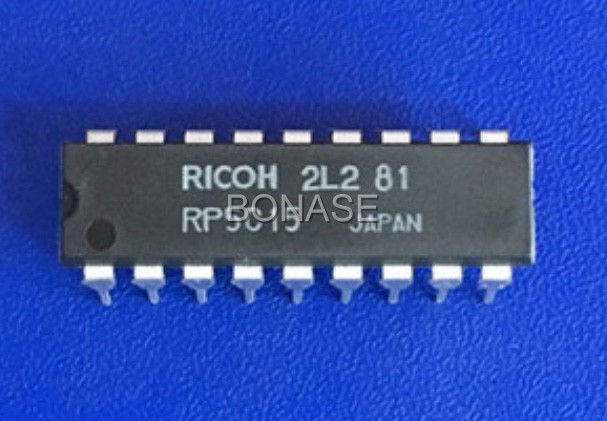 RICOH 2L2 81
BONASE
RP5C15 JAPAN